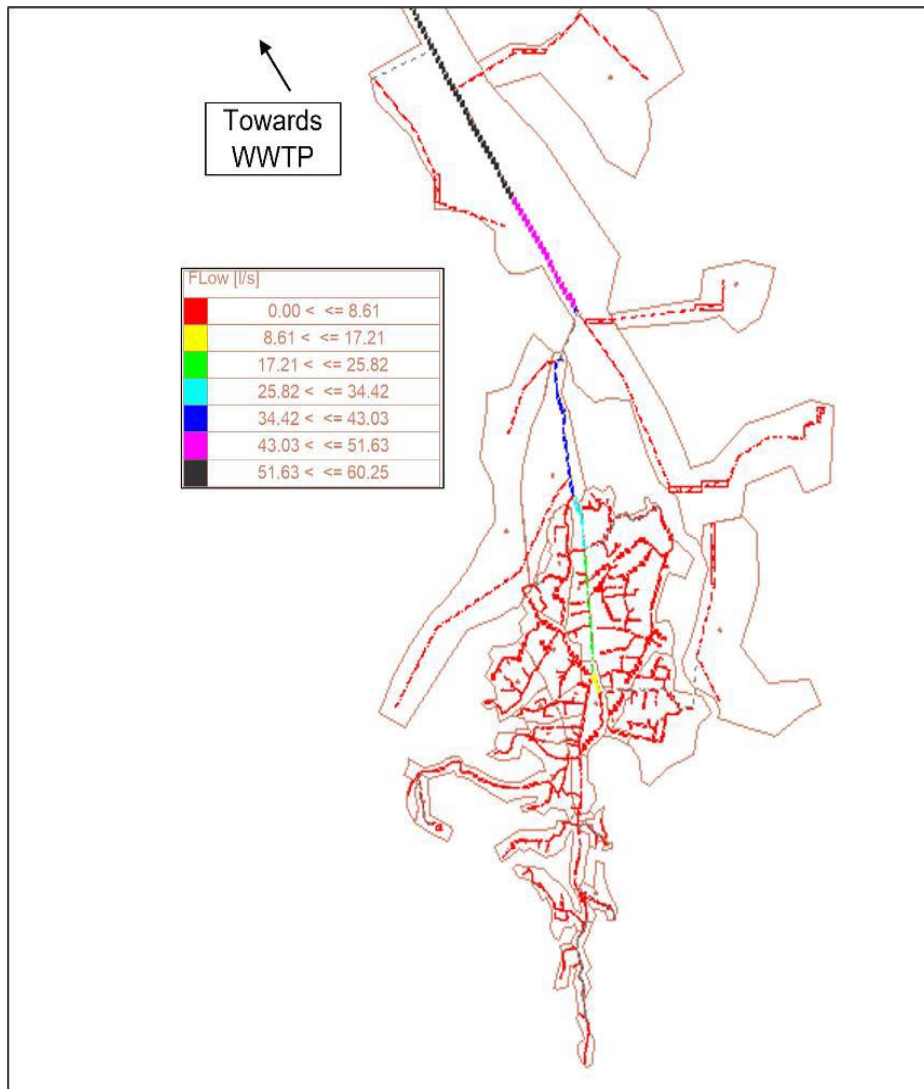 Towards
WWTP
FLow [l/s]
0.00 < <= 8.61
8.61 < <= 17.21
17.21 < <= 25.82
25.82 < <= 34.42
34.42 < <= 43.03
43.03 < <= 51.63
51.63 < <= 60.25